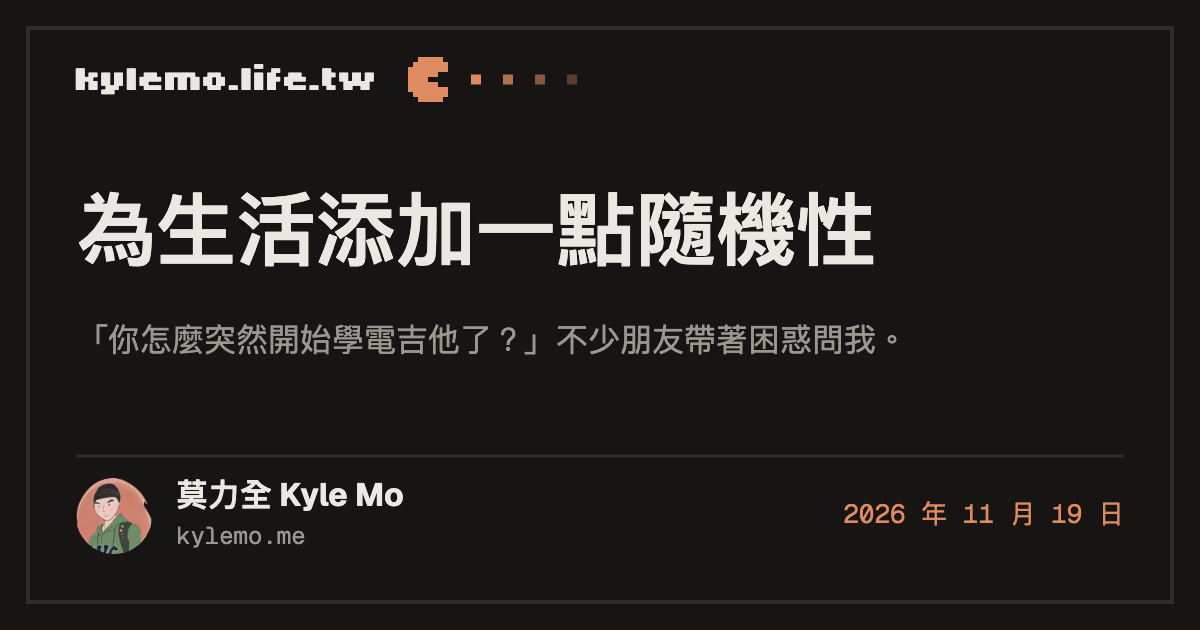 kylemo.life.tw
為生活添加一點隨機性
「你怎麼突然開始學電吉他了？」不少朋友帶著困惑問我。
莫力全 Kyle Mo
kylemo.me
2026 年 11 月 19 日